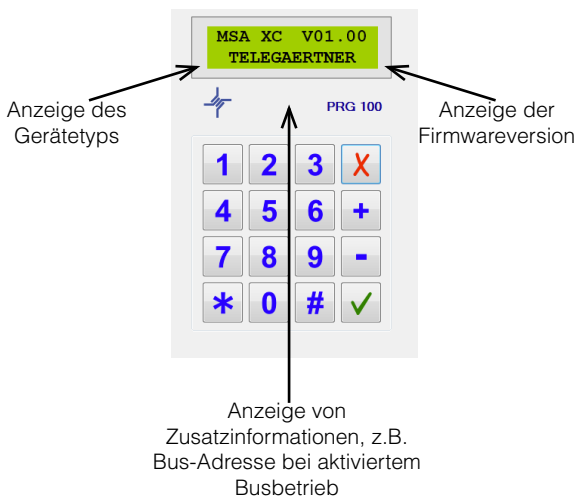 MSA XC V01.00
TELEGAERTNER
Anzeige des
Gerätetyps
PRG 100
Anzeige der
Firmwareversion
1 2 3 X
4 5 6 +
7 8 9 -
* 0 # ✓
Anzeige von
Zusatzinformationen, z.B.
Bus-Adresse bei aktiviertem
Busbetrieb